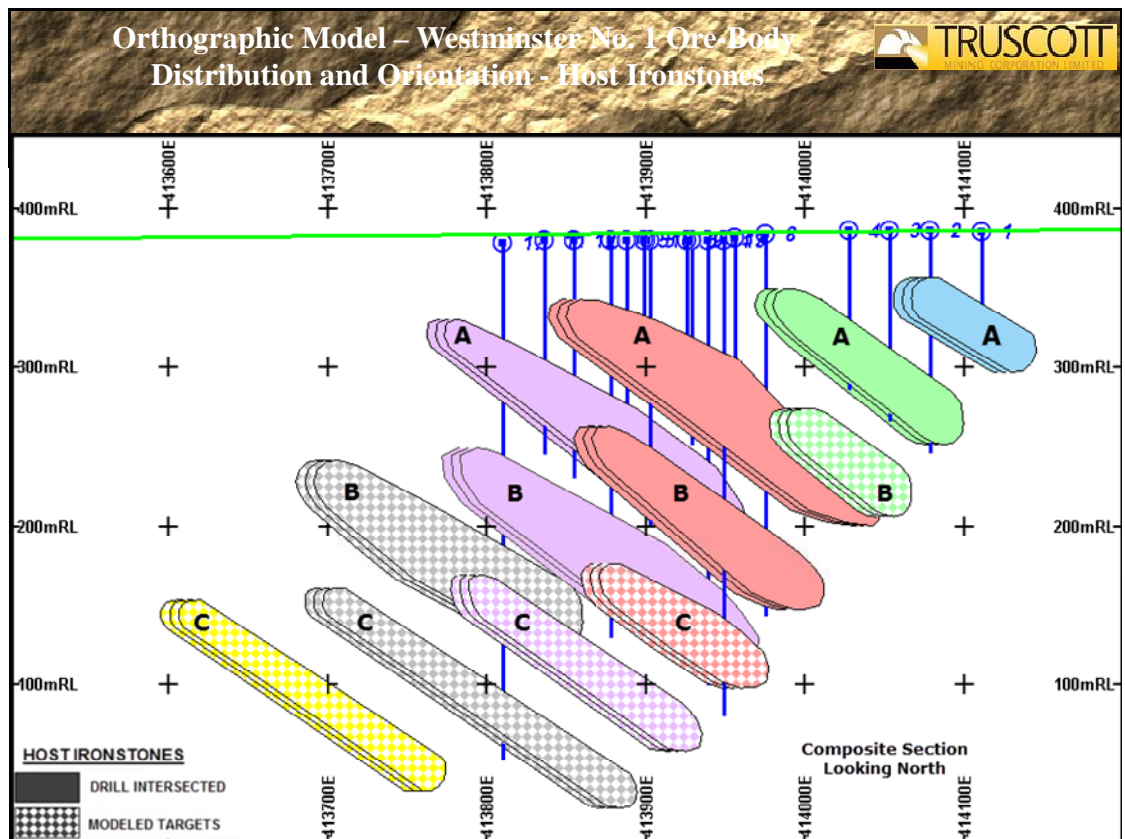 Orthographic Model – Westminster No. 1 Ore-Body
Distribution and Orientation - Host Ironstones
TRUSCOTT
MINING CORPORATION LIMITED
413600E
413700E
413800E
413900E
414000E
414100E
400mRL
400mRL
8
4
3
2
1
A
A
A
A
300mRL
300mRL
B
B
B
B
200mRL
200mRL
C
C
C
C
100mRL
100mRL
Composite Section
Looking North
HOST IRONSTONES
DRILL INTERSECTED
MODELED TARGETS
413700E
413800E
413900E
414000E
414100E